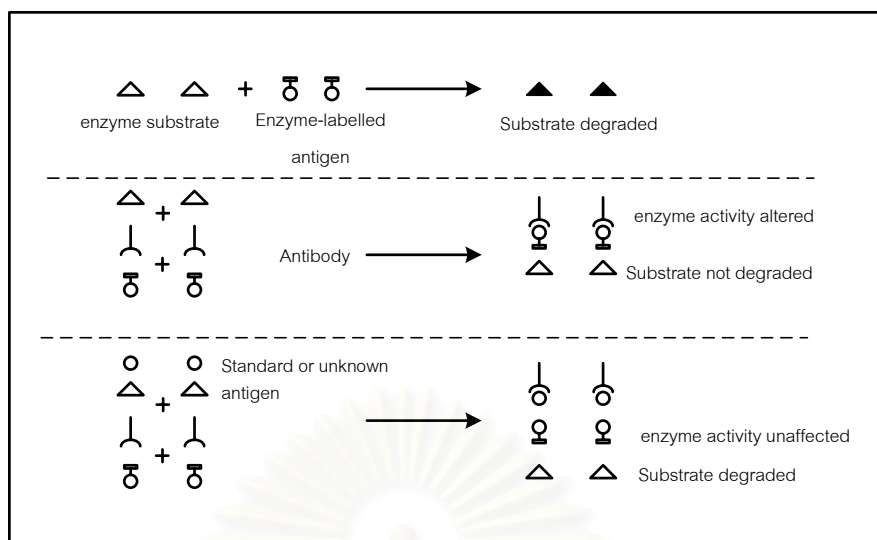 enzyme substrate
+
Enzyme-labelled
antigen
Substrate degraded
+
+
Antibody
enzyme activity altered
Substrate not degraded
Standard or unknown
antigen
+
+
enzyme activity unaffected
Substrate degraded